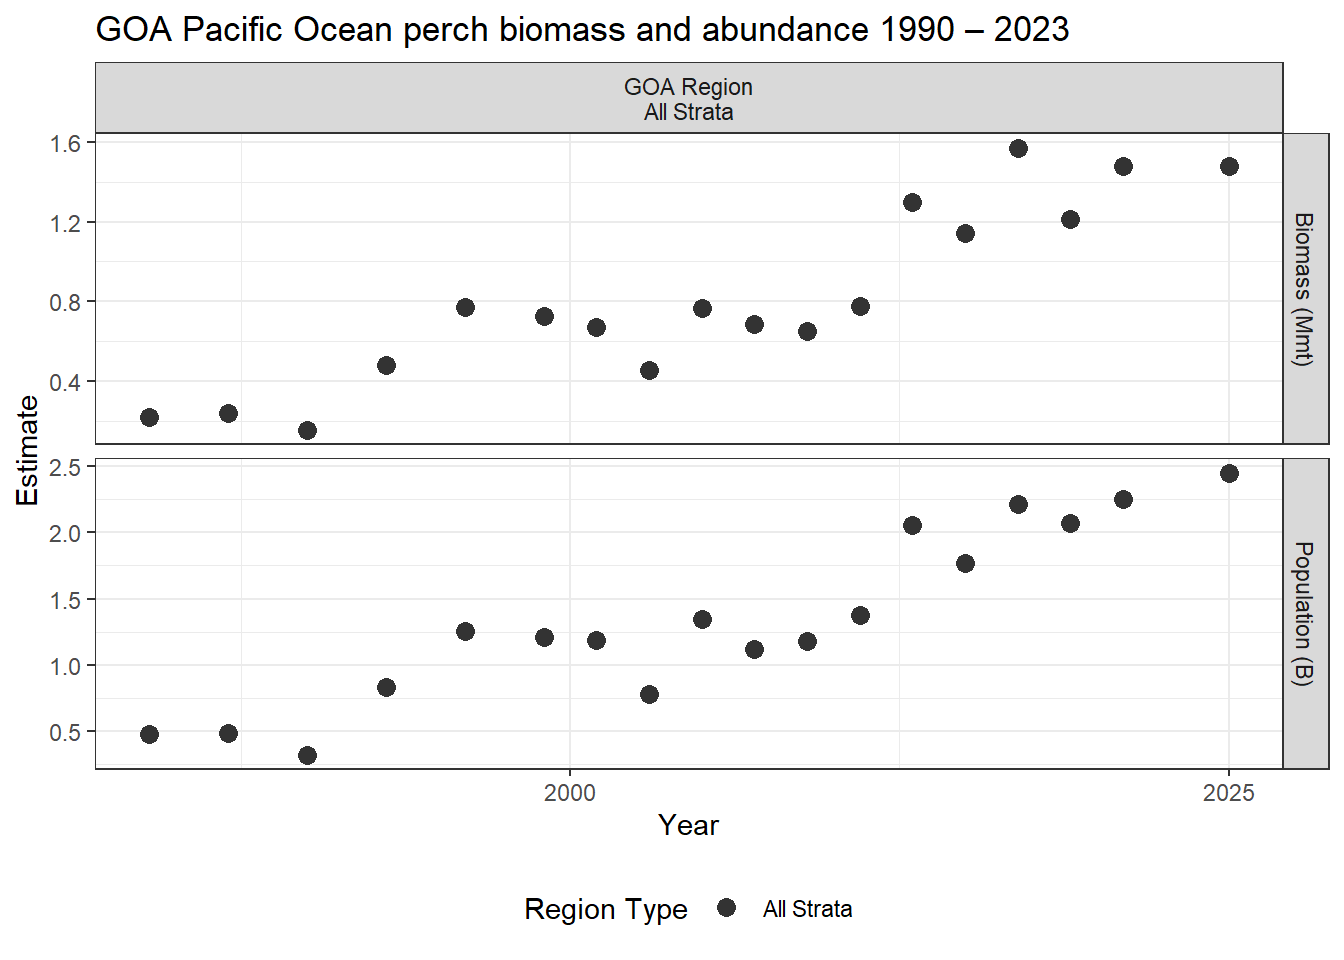 GOA Pacific Ocean perch biomass and abundance 1990 – 2023
GOA Region
All Strata
1.6
1.2
0.8
0.4
Biomass (Mmt)
Estimate
2.5
2.0
1.5
1.0
0.5
Population (B)
2000
2025
Year
Region Type
All Strata